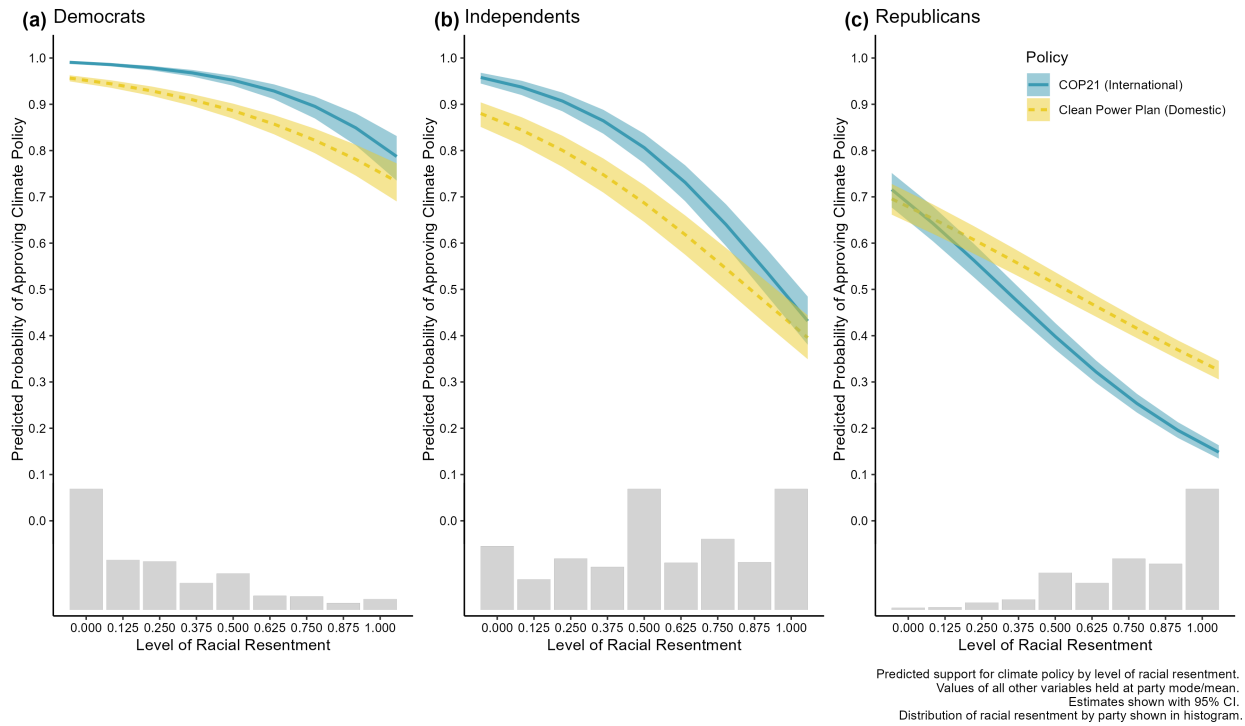 (a) Democrats
Predicted Probability of Approving Climate Policy
1.0
0.9
0.8
0.7
0.6
0.5
0.4
0.3
0.2
0.1
0.0
0.000 0.125 0.250 0.375 0.500 0.625 0.750 0.875 1.000
Level of Racial Resentment
(b) Independents
Predicted Probability of Approving Climate Policy
1.0
0.9
0.8
0.7
0.6
0.5
0.4
0.3
0.2
0.1
0.0
0.000 0.125 0.250 0.375 0.500 0.625 0.750 0.875 1.000
Level of Racial Resentment
(c) Republicans
Predicted Probability of Approving Climate Policy
1.0
0.9
0.8
0.7
0.6
0.5
0.4
0.3
0.2
0.1
0.0
0.000 0.125 0.250 0.375 0.500 0.625 0.750 0.875 1.000
Level of Racial Resentment
Policy
COP21 (International)
Clean Power Plan (Domestic)
Predicted support for climate policy by level of racial resentment.
Values of all other variables held at party mode/mean.
Estimates shown with 95% CI.
Distribution of racial resentment by party shown in histogram.